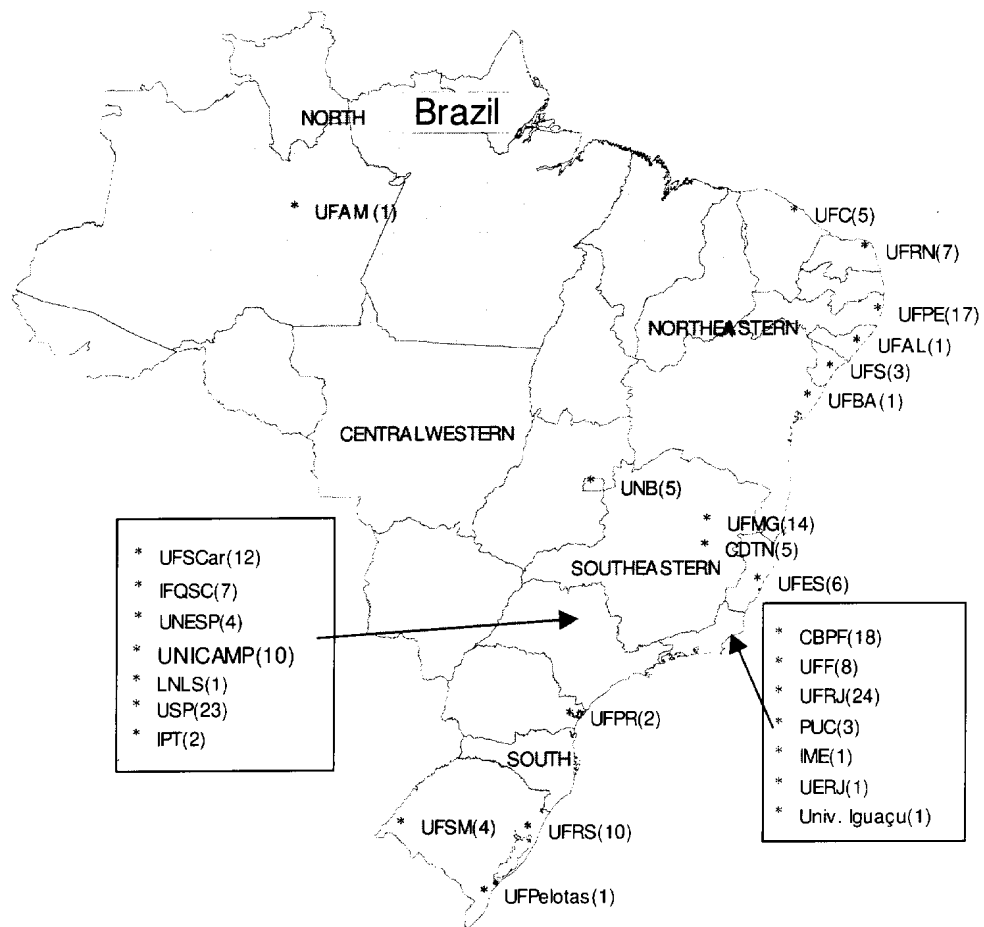 Brazil
NORTH
* UFAM (1)
* UFC(5)
* UFRN(7)
* UFPE(17)
NORTHEASTERN
* UFAL(1)
* UFS(3)
* UFBA(1)
CENTRALWESTERN
* UNB(5)
* UFMG(14)
* CDTN(5)
SOUTHEASTERN
* UFES(6)
* UFSCar(12)
* IFQSC(7)
* UNESP(4)
* UNICAMP(10)
* LNLS(1)
* USP(23)
* IPT(2)
* CBPF(18)
* UFF(8)
* UFRJ(24)
* PUC(3)
* IME(1)
* UERJ(1)
* Univ. Iguaçu(1)
* UFPR(2)
SOUTH
* UFSM(4)
* UFRS(10)
* UFPelotas(1)